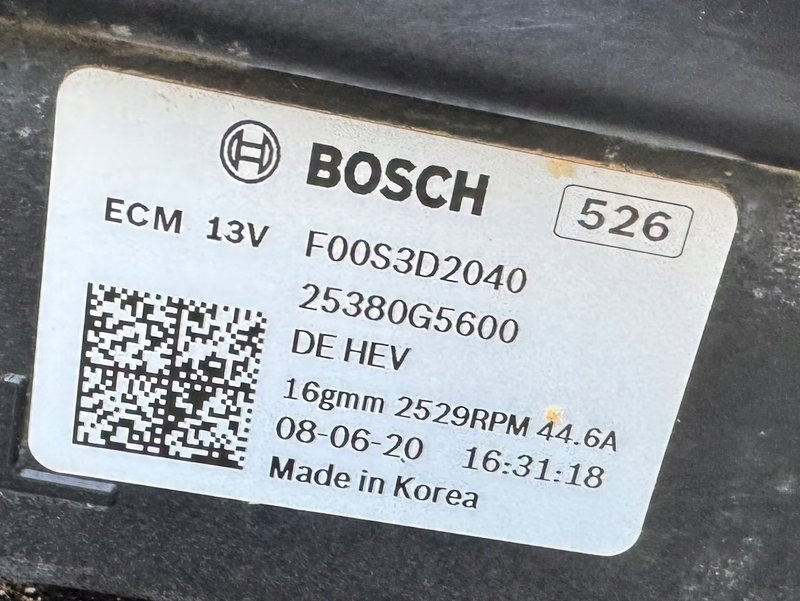 BOSCH
526
ECM 13V F00S3D2040
25380G5600
DE HEV
16gmm 2529RPM 44.6A
08-06-20 16:31:18
Made in Korea